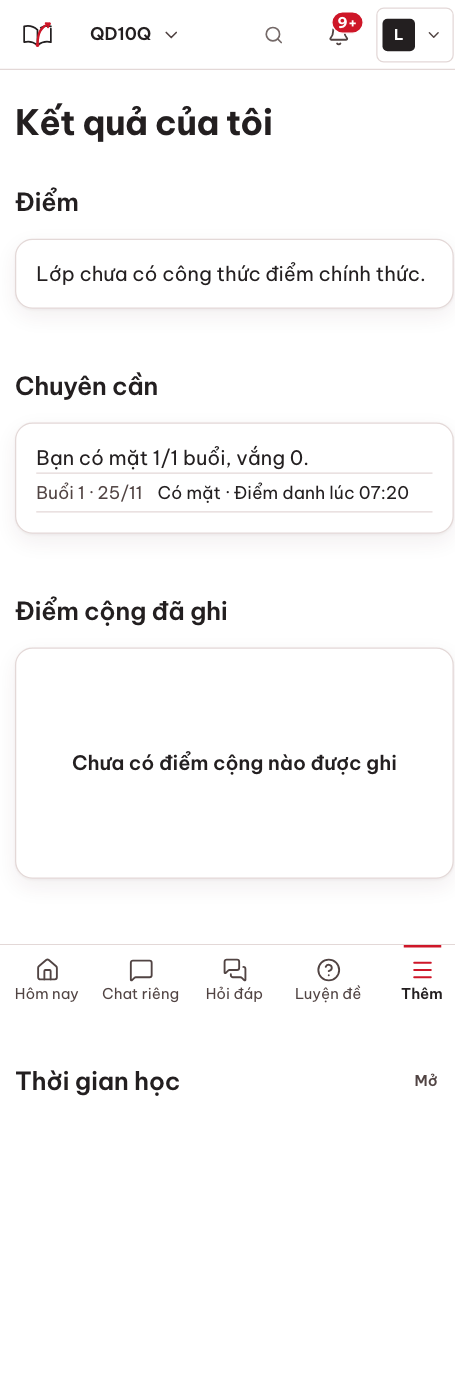 QD10Q
9+
L
Kết quả của tôi
Điểm
Lớp chưa có công thức điểm chính thức.
Chuyên cần
Bạn có mặt 1/1 buổi, vắng 0.
Buổi 1 · 25/11 Có mặt · Điểm danh lúc 07:20
Điểm cộng đã ghi
Chưa có điểm cộng nào được ghi
Hôm nay
Chat riêng
Hỏi đáp
Luyện đề
Thêm
Thời gian học
Mở